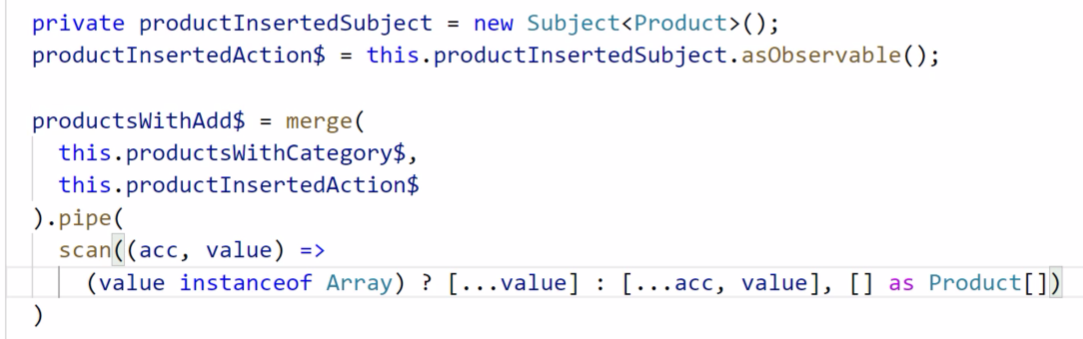 private productInsertedSubject = new Subject<Product>();
productInsertedAction$ = this.productInsertedSubject.asObservable();
productsWithAdd$ = merge(
this.productsWithCategory$,
this.productInsertedAction$
).pipe(
scan((acc, value) =>
(value instanceof Array) ? [...value] : [...acc, value], [] as Product[])
)